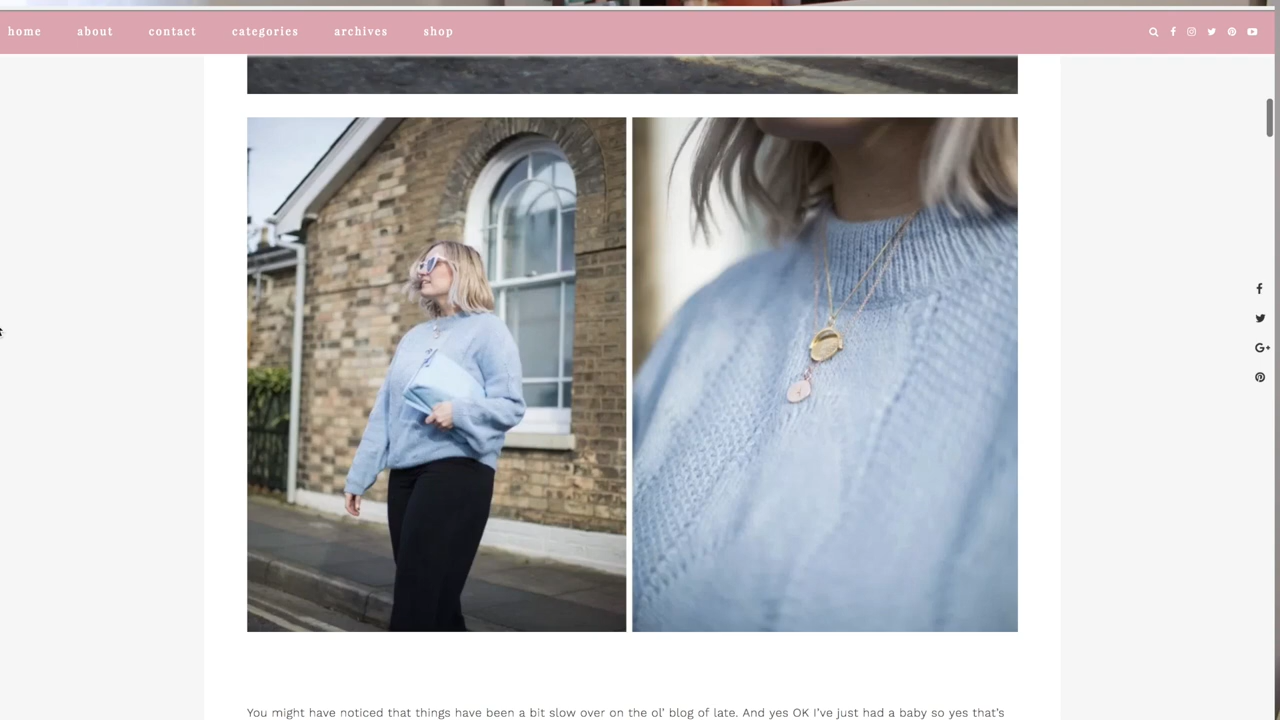 home about contact categories archives shop
You might have noticed that things have been a bit slow over on the ol' blog of late. And yes OK I've just had a baby so yes that's